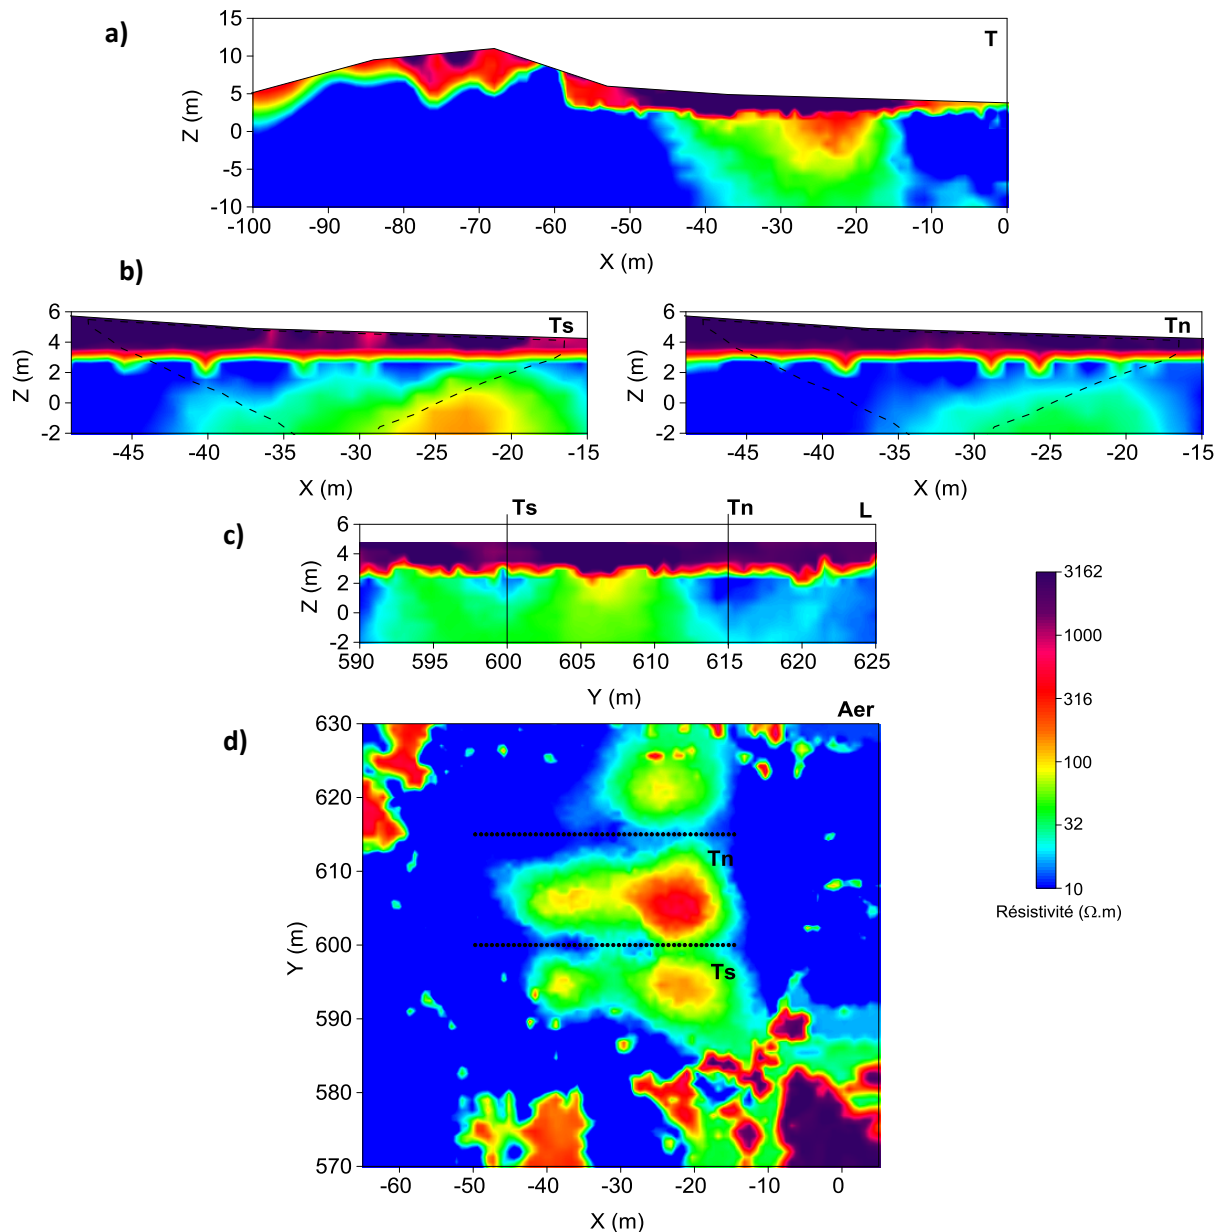 a)
T
15
10
5
0
-5
-10
Z (m)
-100 -90 -80 -70 -60 -50 -40 -30 -20 -10 0
X (m)
b)
Ts
6
4
2
0
-2
Z (m)
-45 -40 -35 -30 -25 -20 -15
X (m)
Tn
6
4
2
0
-2
Z (m)
-45 -40 -35 -30 -25 -20 -15
X (m)
c)
Ts Tn L
6
4
2
0
-2
Z (m)
590 595 600 605 610 615 620 625
Y (m)
3162
1000
316
100
32
10
Résistivité (Ω.m)
d)
Aer
630
620
610
600
590
580
570
Y (m)
Tn
Ts
-60 -50 -40 -30 -20 -10 0
X (m)